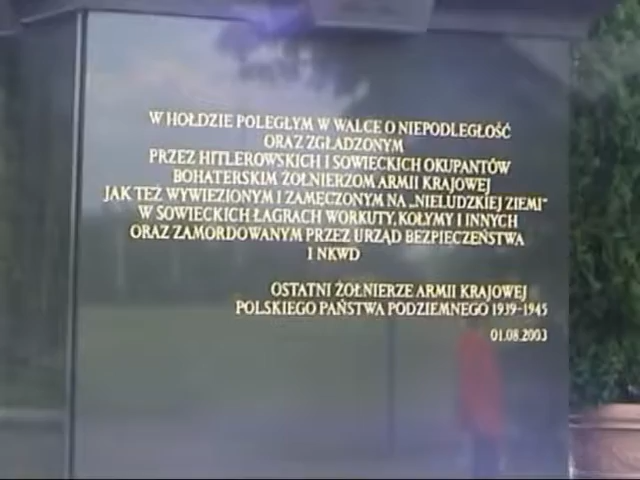 W HOŁDZIE POLEGŁYM W WALCE O NIEPODLEGŁOŚĆ
ORAZ ZGŁADZONYM
PRZEZ HITLEROWSKICH I SOWIECKICH OKUPANTÓW
BOHATERSKIM ŻOŁNIERZOM ARMII KRAJOWEJ
JAK TEŻ WYWIEZIONYM I ZAMĘCZONYM NA „NIELUDZKIEJ ZIEMI"
W SOWIECKICH ŁAGRACH WORKUTY, KOŁYMY I INNYCH
ORAZ ZAMORDOWANYM PRZEZ URZĄD BEZPIECZEŃSTWA
I NKWD
OSTATNI ŻOŁNIERZE ARMII KRAJOWEJ
POLSKIEGO PAŃSTWA PODZIEMNEGO 1939-1945
01.08.2003